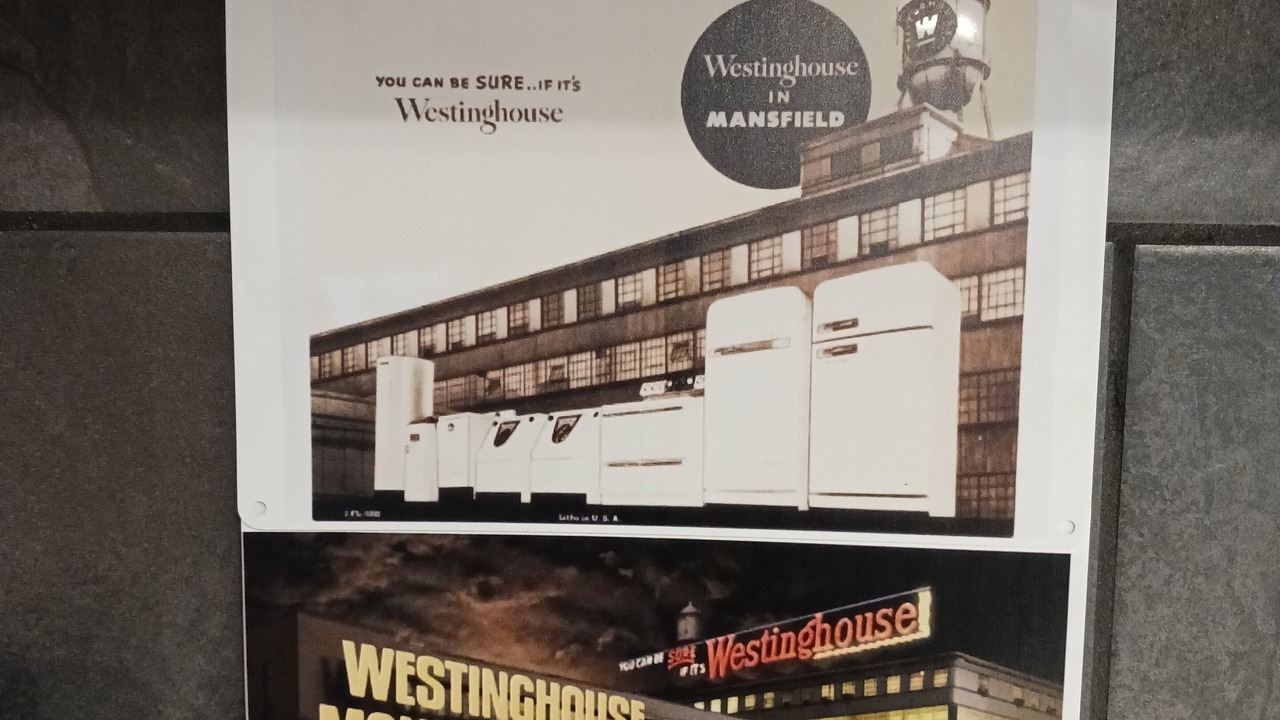 YOU CAN BE SURE..IF IT'S
Westinghouse
Westinghouse
IN
MANSFIELD
W
Litho in U. S. A.
YOU CAN BE SURE
IF IT'S
Westinghouse
WESTINGHOUSE